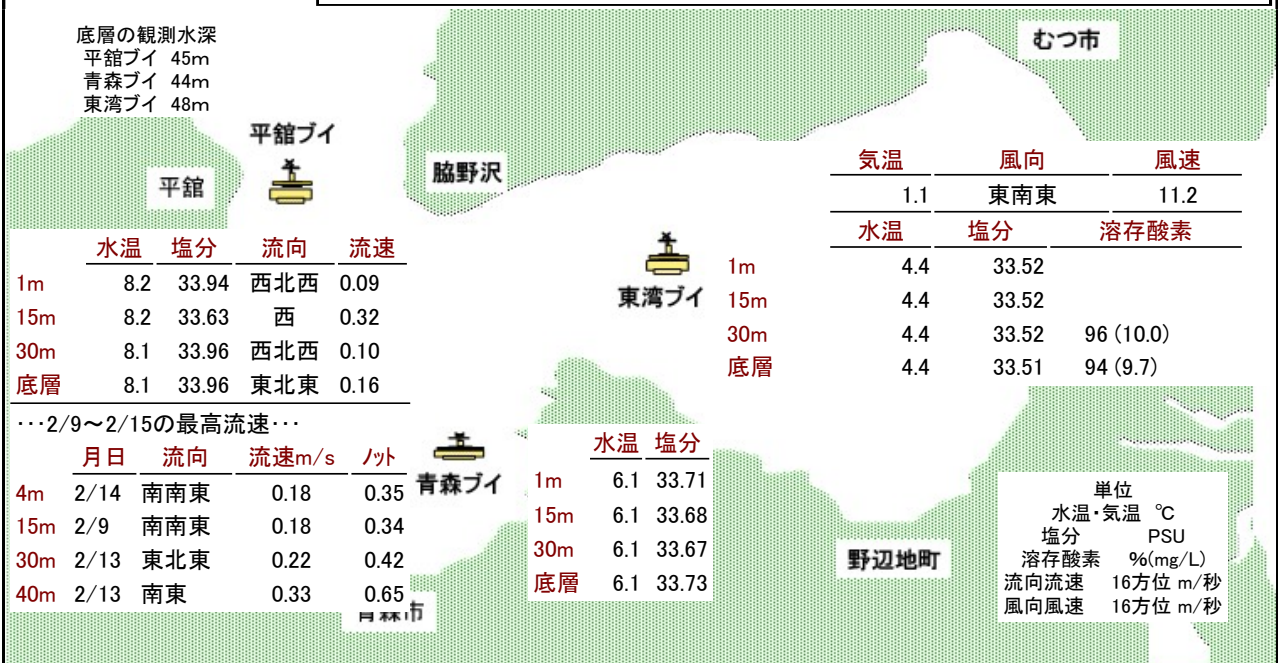 底層の観測水深
平舘ブイ 45m
青森ブイ 44m
東湾ブイ 48m
むつ市
平舘ブイ
脇野沢
平舘
気温 風向 風速
1.1 東南東 11.2
水温 塩分 溶存酸素
1m 4.4 33.52
15m 4.4 33.52
30m 4.4 33.52 96 (10.0)
底層 4.4 33.51 94 (9.7)
東湾ブイ
水温 塩分 流向 流速
1m 8.2 33.94 西北西 0.09
15m 8.2 33.63 西 0.32
30m 8.1 33.96 西北西 0.10
底層 8.1 33.96 東北東 0.16
･･･2/9～2/15の最高流速･･･
月日 流向 流速m/s ノット
4m 2/14 南南東 0.18 0.35
15m 2/9 南南東 0.18 0.34
30m 2/13 東北東 0.22 0.42
40m 2/13 南東 0.33 0.65
青森ブイ
水温 塩分
1m 6.1 33.71
15m 6.1 33.68
30m 6.1 33.67
底層 6.1 33.73
青森市
野辺地町
単位
水温・気温 ℃
塩分 PSU
溶存酸素 %(mg/L)
流向流速 16方位 m/秒
風向風速 16方位 m/秒